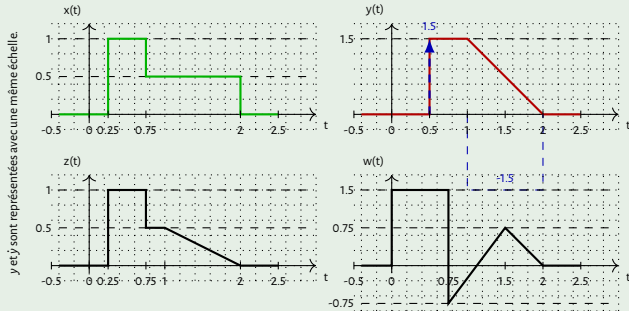 y et y sont représentées avec une même échelle.
x(t)
1
0.5
-0.5 0 0.25 0.75 2 2.5 t
y(t)
1.5
1.5
-0.5 0 0.5 1 1.5 2 2.5 t
-1.5
z(t)
1
0.5
-0.5 0 0.25 0.75 1 2 2.5 t
w(t)
1.5
0.75
-0.75
-0.5 0 0.75 1.5 2 2.5 t